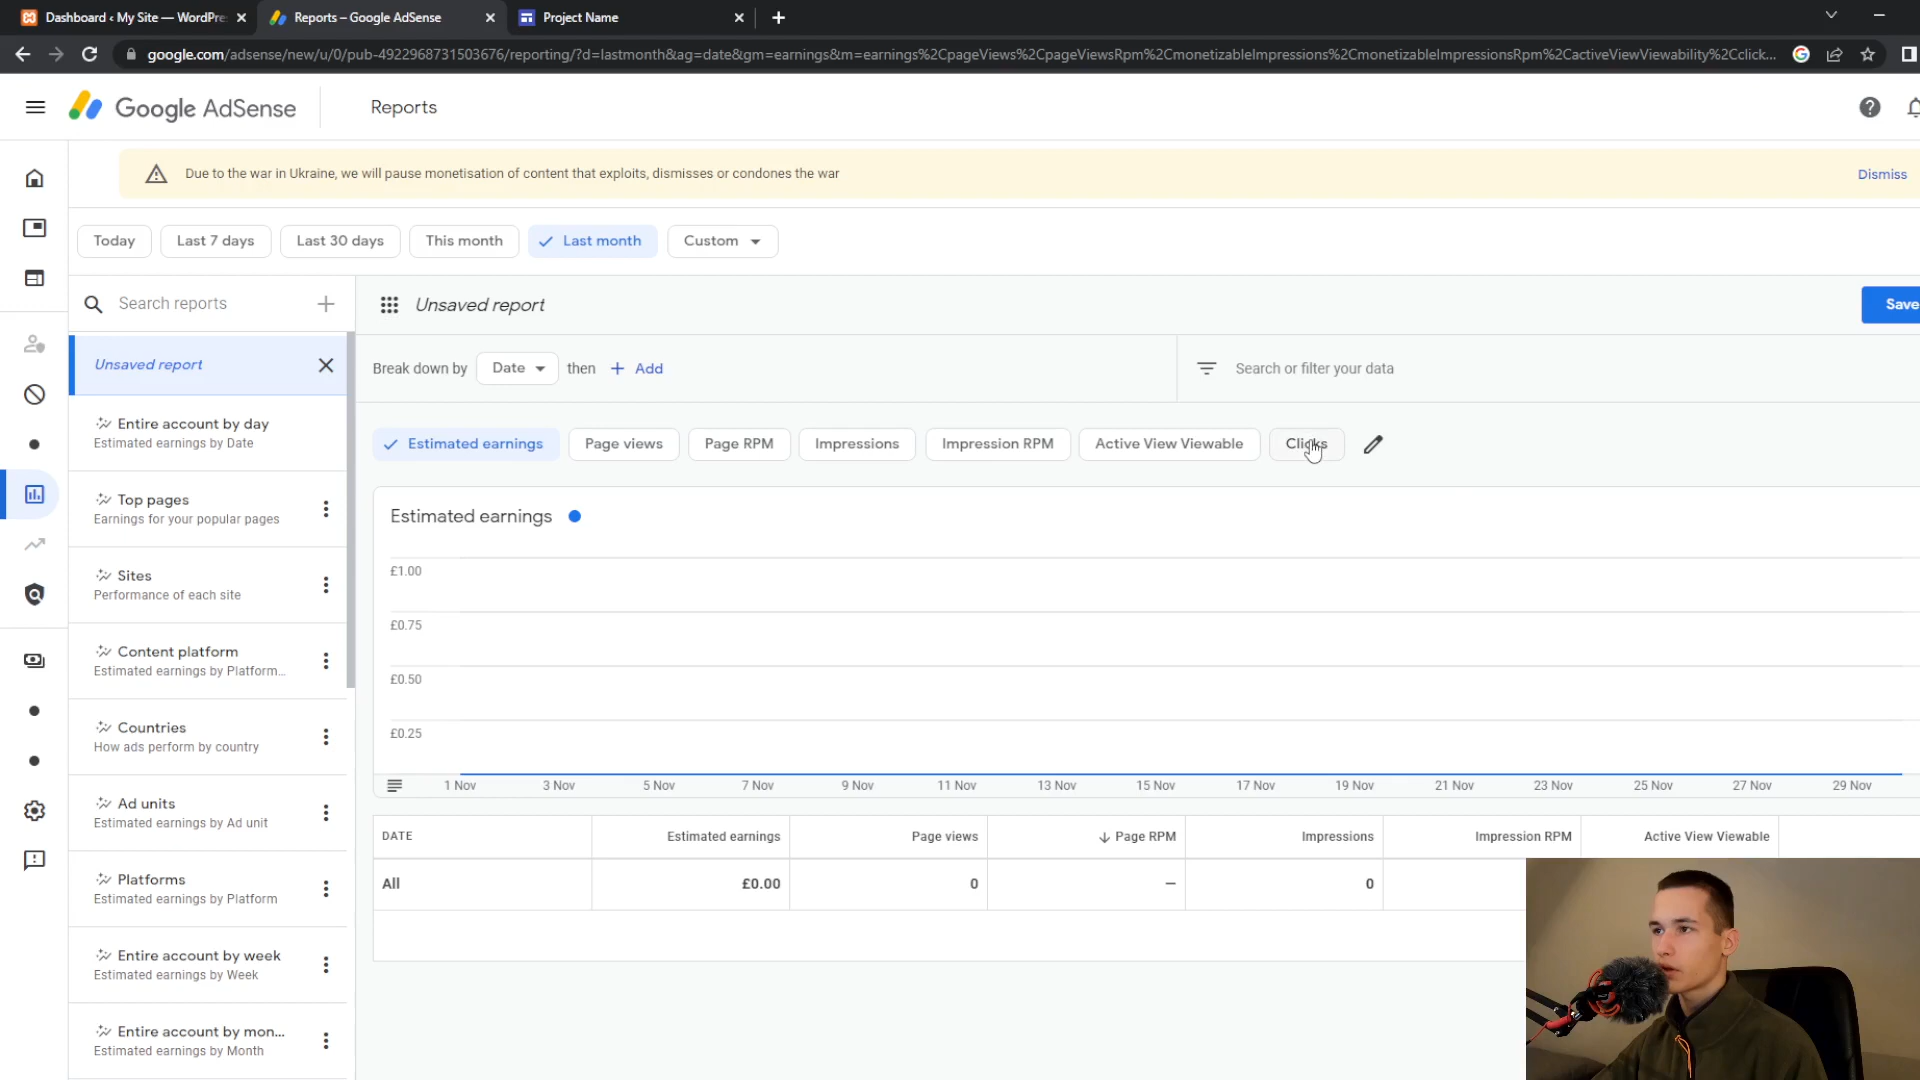 Dashboard ‹ My Site — WordPre
Reports – Google AdSense
Project Name
google.com/adsense/new/u/0/pub-4922968731503676/reporting/?d=lastmonth&ag=date&gm=earnings&m=earnings%2CpageViews%2CpageViewsRpm%2CmonetizableImpressions%2CmonetizableImpressionsRpm%2CactiveViewViewability%2Cclick...
Google AdSense
Reports
Due to the war in Ukraine, we will pause monetisation of content that exploits, dismisses or condones the war
Dismiss
Today
Last 7 days
Last 30 days
This month
Last month
Custom
Search reports
Unsaved report
Save
Unsaved report
Break down by
Date
then
Add
Search or filter your data
Entire account by day
Estimated earnings by Date
Estimated earnings
Page views
Page RPM
Impressions
Impression RPM
Active View Viewable
Clicks
Top pages
Earnings for your popular pages
Sites
Performance of each site
Content platform
Estimated earnings by Platform...
Countries
How ads perform by country
Ad units
Estimated earnings by Ad unit
Platforms
Estimated earnings by Platform
Entire account by week
Estimated earnings by Week
Entire account by mon...
Estimated earnings by Month
Estimated earnings
£1.00
£0.75
£0.50
£0.25
1 Nov
3 Nov
5 Nov
7 Nov
9 Nov
11 Nov
13 Nov
15 Nov
17 Nov
19 Nov
21 Nov
23 Nov
25 Nov
27 Nov
29 Nov
DATE
Estimated earnings
Page views
Page RPM
Impressions
Impression RPM
Active View Viewable
All
£0.00
0
—
0